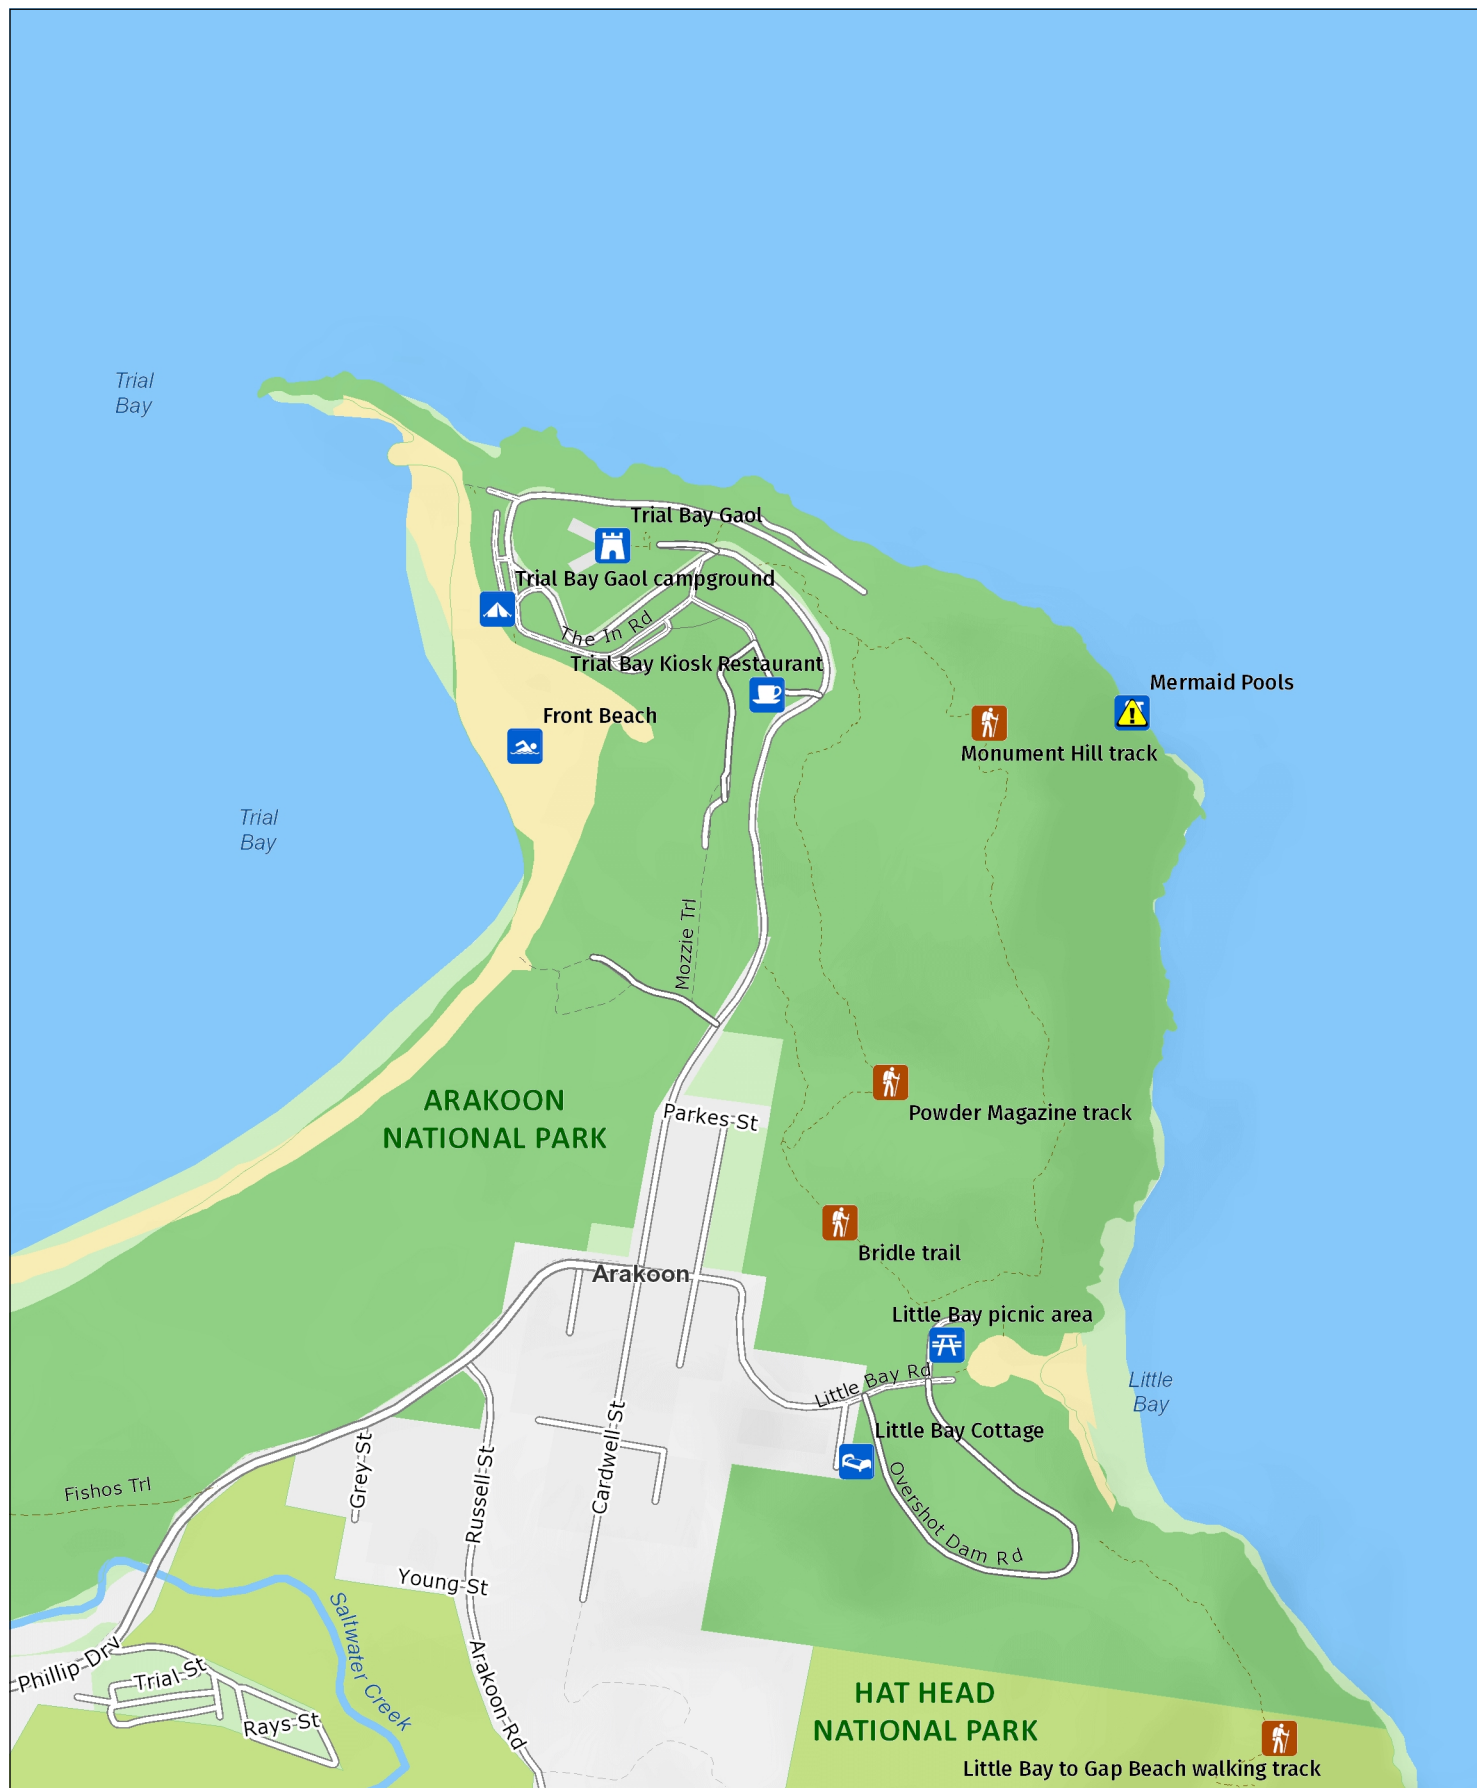 Trial
Bay
Trial Bay Gaol
Trial Bay Gaol campground
The In Rd
Trial Bay Kiosk Restaurant
Mermaid Pools
Front Beach
Monument Hill track
Trial
Bay
Mozzie Trl
ARAKOON
NATIONAL PARK
Parkes St
Powder Magazine track
Bridle trail
Arakoon
Little Bay picnic area
Little Bay Rd
Little
Bay
Little Bay Cottage
Cardwell St
Grey St
Russell St
Fishos Trl
Overshot Dam Rd
Young St
Saltwater Creek
Phillip Drv
Trial St
Rays St
Arakoon Rd
HAT HEAD
NATIONAL PARK
Little Bay to Gap Beach walking track